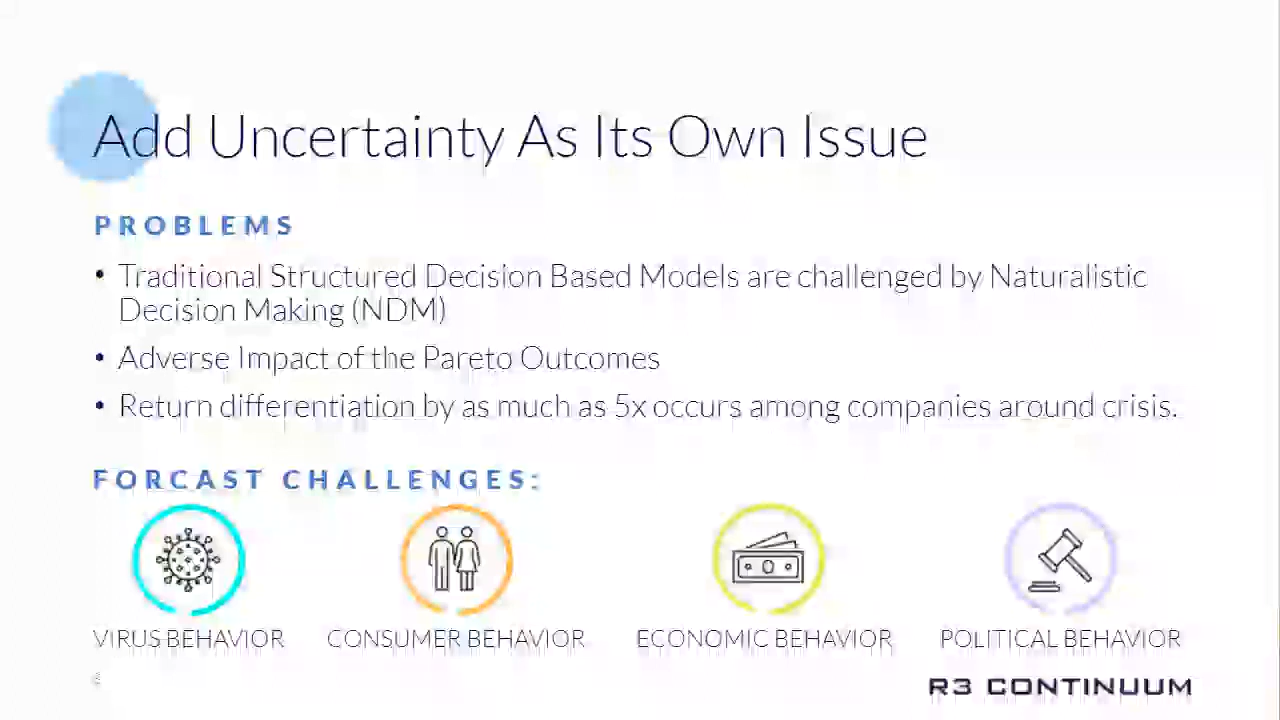 Add Uncertainty As Its Own Issue
PROBLEMS
• Traditional Structured Decision Based Models are challenged by Naturalistic
Decision Making (NDM)
• Adverse Impact of the Pareto Outcomes
• Return differentiation by as much as 5x occurs among companies around crisis.
FORCAST CHALLENGES:
VIRUS BEHAVIOR CONSUMER BEHAVIOR ECONOMIC BEHAVIOR POLITICAL BEHAVIOR
R3 CONTINUUM